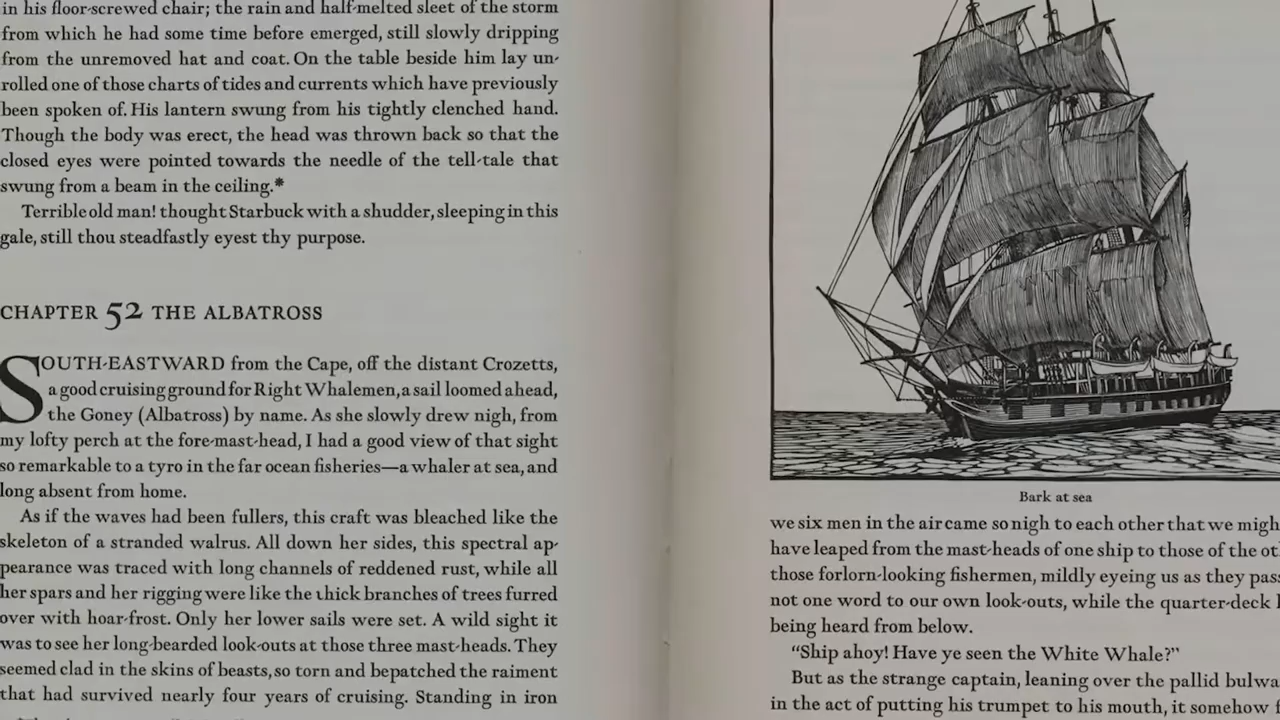 in his floor-screwed chair; the rain and half-melted sleet of the storm
from which he had some time before emerged, still slowly dripping
from the unremoved hat and coat. On the table beside him lay un-
rolled one of those charts of tides and currents which have previously
been spoken of. His lantern swung from his tightly clenched hand.
Though the body was erect, the head was thrown back so that the
closed eyes were pointed towards the needle of the tell-tale that
swung from a beam in the ceiling.*
Terrible old man! thought Starbuck with a shudder, sleeping in this
gale, still thou steadfastly eyest thy purpose.
CHAPTER 52 THE ALBATROSS
SOUTH-EASTWARD from the Cape, off the distant Crozetts,
a good cruising ground for Right Whalemen, a sail loomed ahead,
the Goney (Albatross) by name. As she slowly drew nigh, from
my lofty perch at the fore-mast-head, I had a good view of that sight
so remarkable to a tyro in the far ocean fisheries—a whaler at sea, and
long absent from home.
As if the waves had been fullers, this craft was bleached like the
skeleton of a stranded walrus. All down her sides, this spectral ap-
pearance was traced with long channels of reddened rust, while all
her spars and her rigging were like the thick branches of trees furred
over with hoar-frost. Only her lower sails were set. A wild sight it
was to see her long-bearded look-outs at those three mast-heads. They
seemed clad in the skins of beasts, so torn and bepatched the raiment
that had survived nearly four years of cruising. Standing in iron
Bark at sea
we six men in the air came so nigh to each other that we migh
have leaped from the mast-heads of one ship to those of the ot
those forlorn-looking fishermen, mildly eyeing us as they pas
not one word to our own look-outs, while the quarter-deck
being heard from below.
"Ship ahoy! Have ye seen the White Whale?"
But as the strange captain, leaning over the pallid bulwa
in the act of putting his trumpet to his mouth, it somehow f